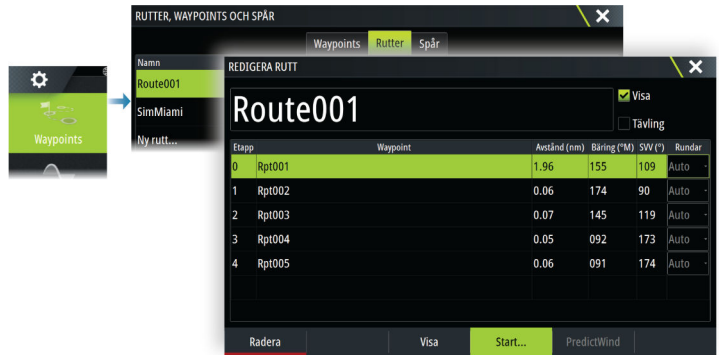 RUTTER, WAYPOINTS OCH SPÅR
Waypoints Rutter Spår
Namn
Route001
SimMiami
Ny rutt...
Waypoints
REDIGERA RUTT
Route001
Visa
Tävling
Etapp Waypoint Avstånd (nm) Bäring (°M) SVV (°) Rundar
0 Rpt001 1.96 155 109 Auto
1 Rpt002 0.06 174 90 Auto
2 Rpt003 0.07 145 119 Auto
3 Rpt004 0.05 092 173 Auto
4 Rpt005 0.06 091 174 Auto
Radera Visa Start... PredictWind